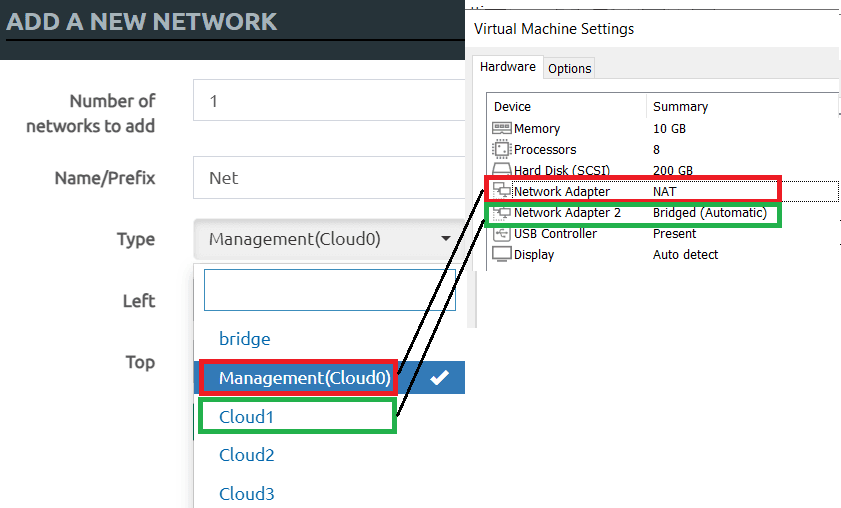 ADD A NEW NETWORK
Number of
networks to add
1
Name/Prefix
Net
Type
Management(Cloud0)
Left
Top
bridge
Management(Cloud0)
Cloud1
Cloud2
Cloud3
Virtual Machine Settings
Hardware
Options
Device
Summary
Memory
10 GB
Processors
8
Hard Disk (SCSI)
200 GB
Network Adapter
NAT
Network Adapter 2
Bridged (Automatic)
USB Controller
Present
Display
Auto detect